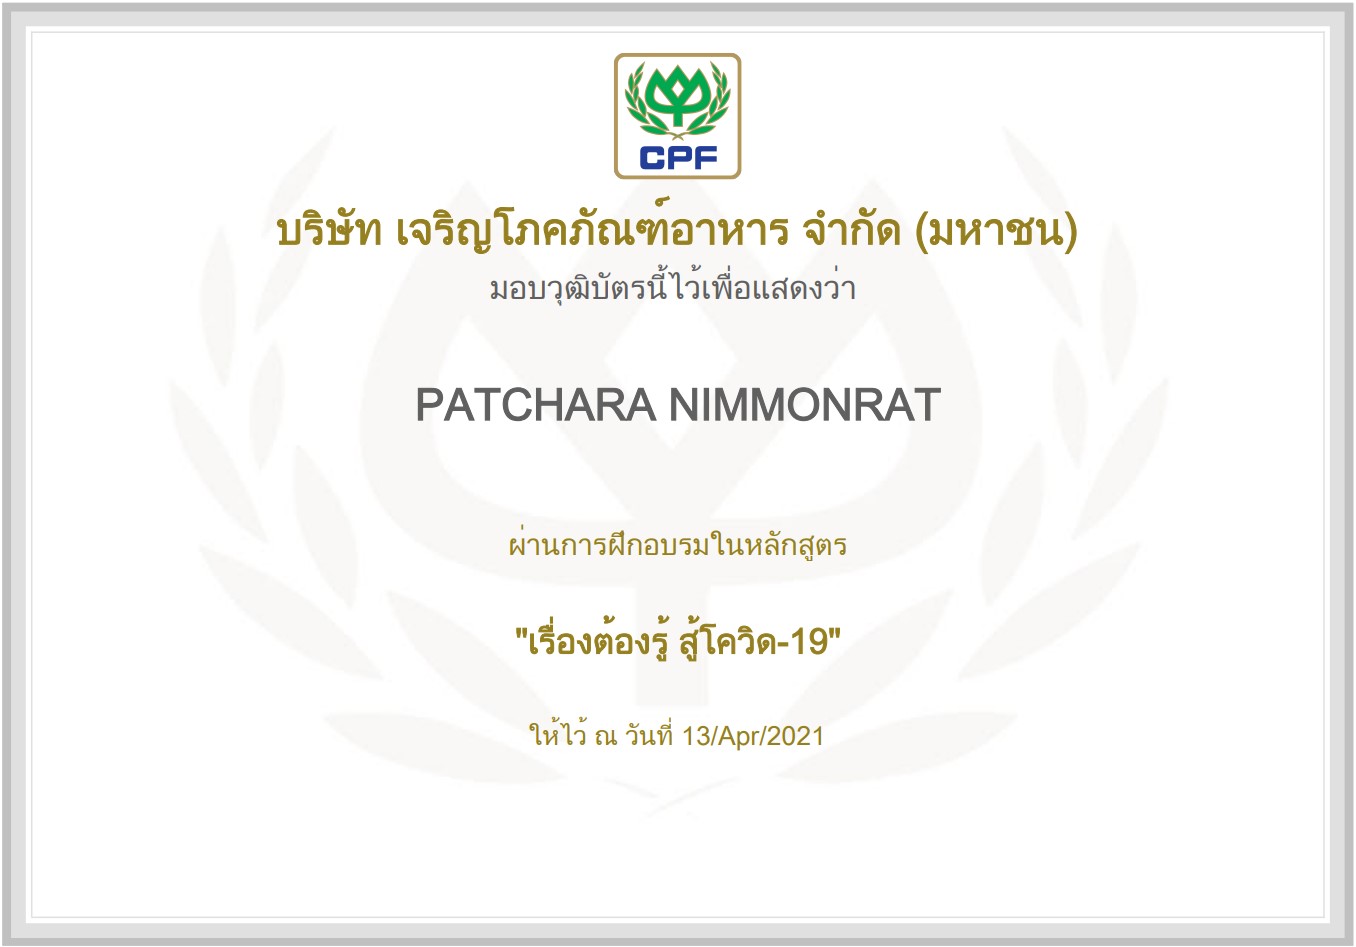 CPF
บริษัท เจริญโภคภัณฑ์อาหาร จำกัด (มหาชน)
มอบวุฒิบัตรนี้ไว้เพื่อแสดงว่า
PATCHARA NIMMONRAT
ผ่านการฝึกอบรมในหลักสูตร
"เรื่องต้องรู้ สู้โควิด-19"
ให้ไว้ ณ วันที่ 13/Apr/2021